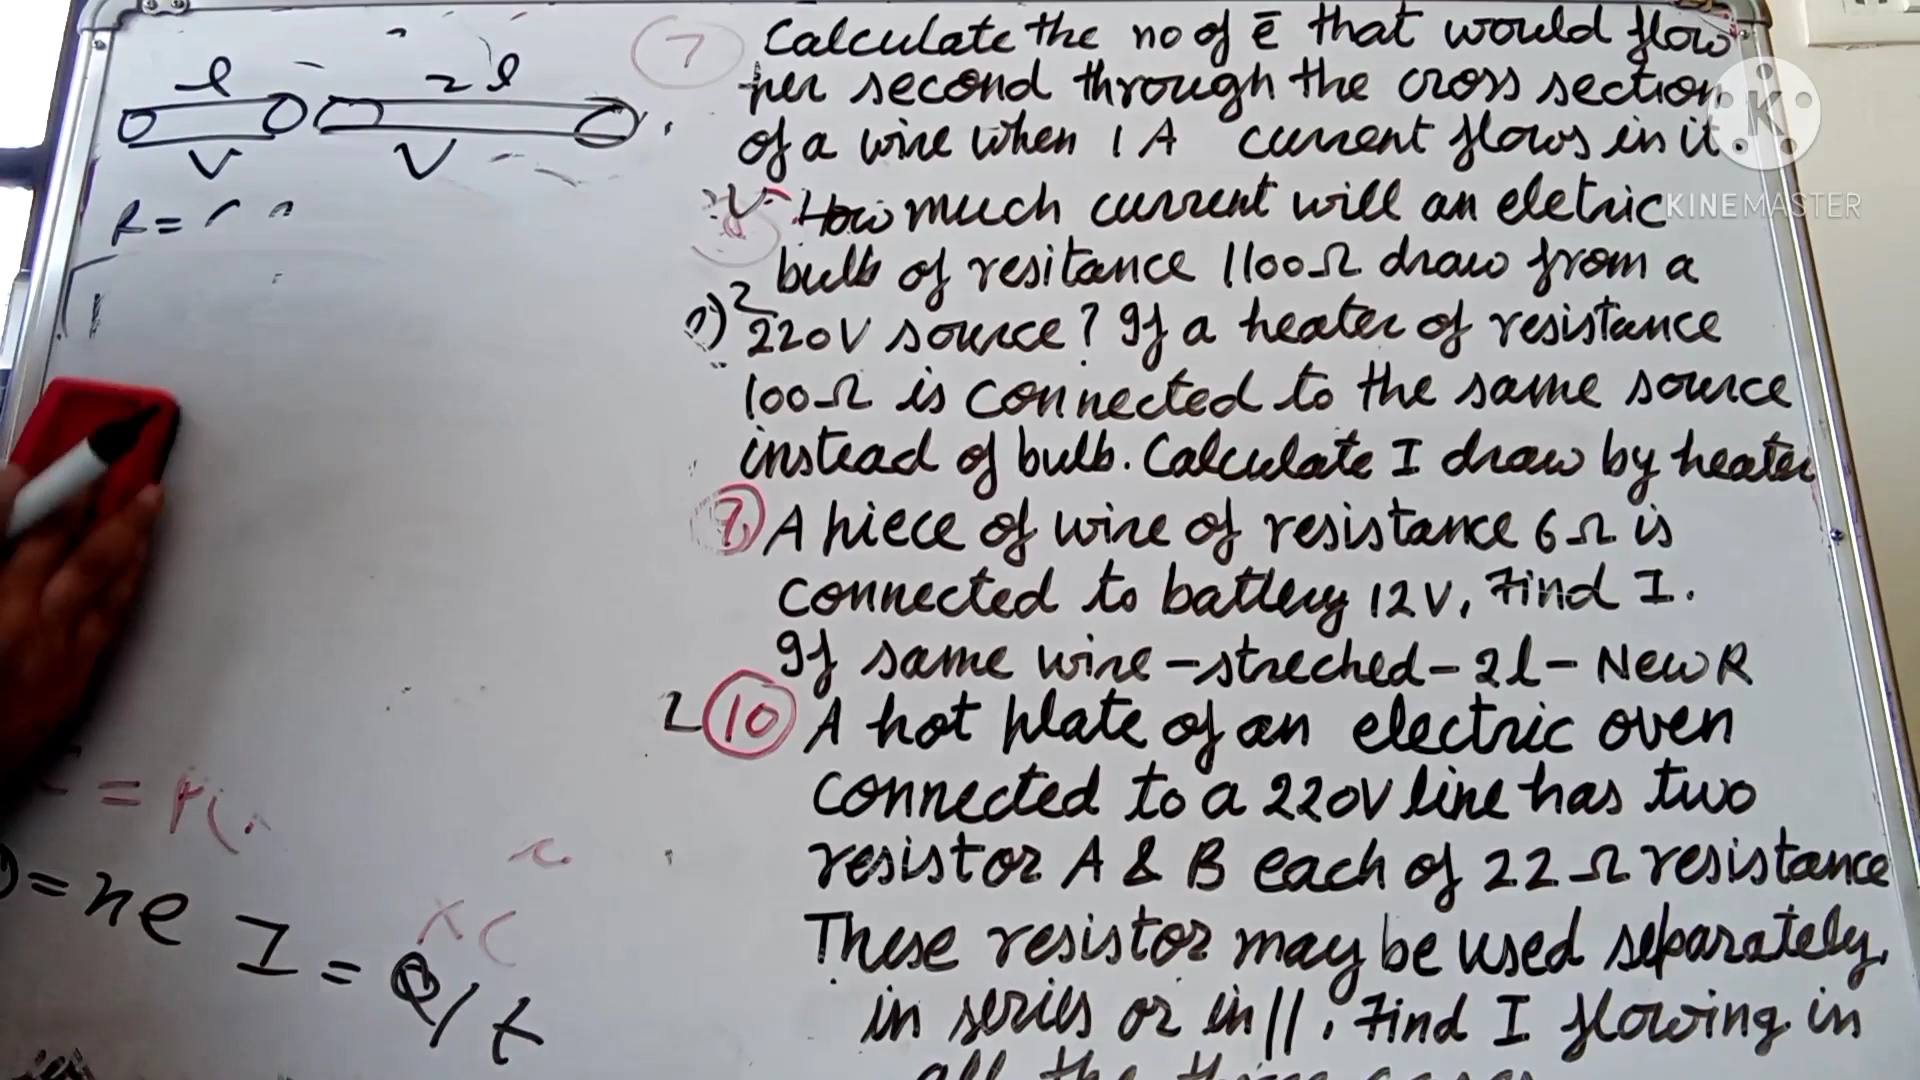 l 2l
V V
R =
= ne I = Q/t
7 Calculate the no of ē that would flow
per second through the cross section
of a wire when 1 A current flows in it.
How much current will an eletric
bulb of resitance 1100Ω draw from a
220V source? If a heater of resistance
100Ω is connected to the same source
instead of bulb. Calculate I draw by heater
A piece of wire of resistance 6Ω is
connected to battery 12V, Find I.
If same wire - streched - 2l - New R
10 A hot plate of an electric oven
connected to a 220V line has two
resistor A & B each of 22Ω resistance
These resistor may be used separately,
in series or in ||. Find I flowing in
all the three cases
K
KINEMASTER